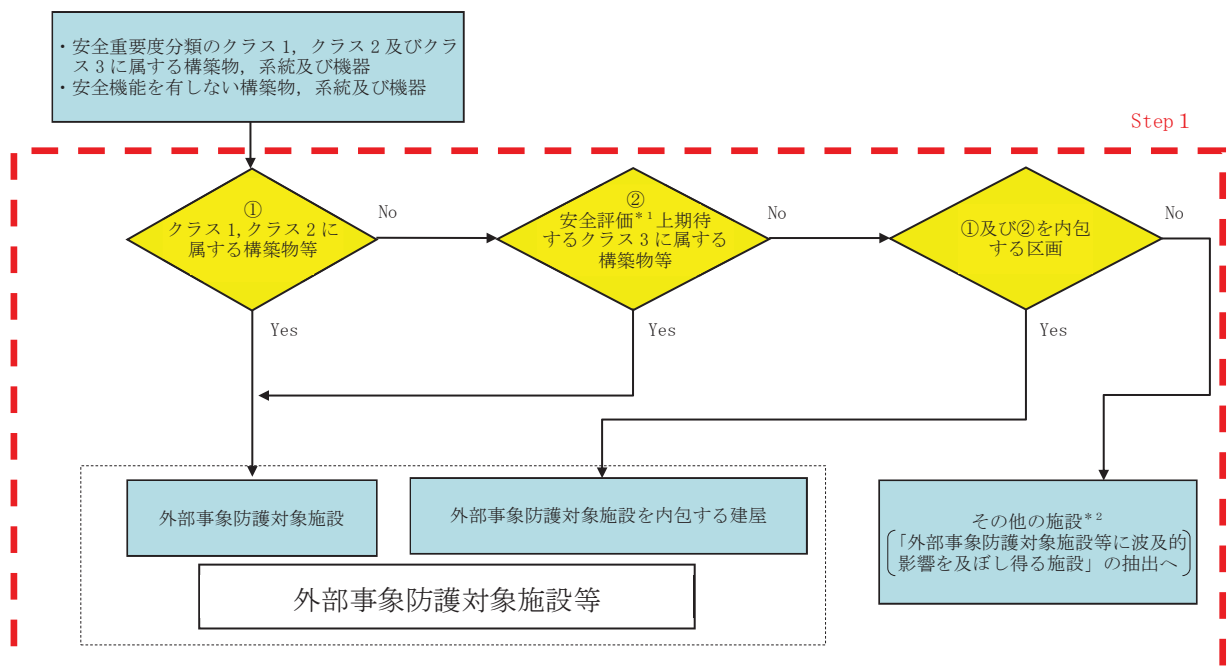 ・安全重要度分類のクラス1,クラス2及びクラ
ス3に属する構築物,系統及び機器
・安全機能を有しない構築物,系統及び機器
Step1
①
クラス1,クラス2に
属する構築物等
No
②
安全評価*1上期待
するクラス3に属する
構築物等
No
①及び②を内包
する区画
No
Yes
Yes
Yes
外部事象防護対象施設
外部事象防護対象施設を内包する建屋
その他の施設*2
「外部事象防護対象施設等に波及的
影響を及ぼし得る施設」の抽出へ
外部事象防護対象施設等